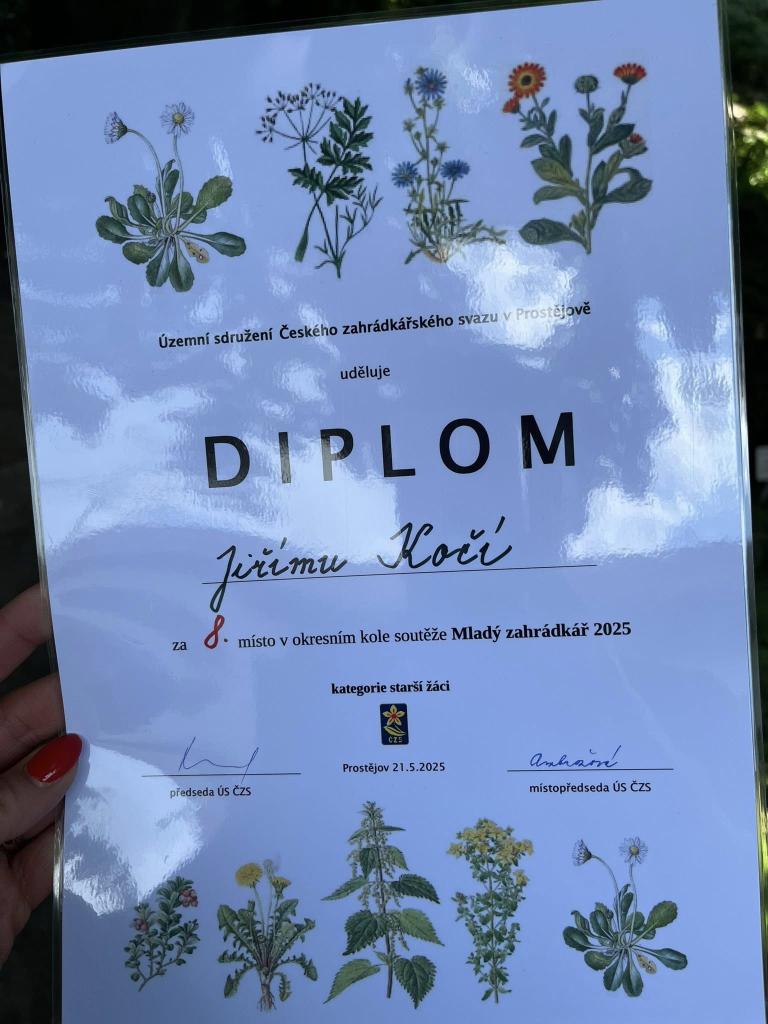 Územní sdružení Českého zahrádkářského svazu v Prostějově
uděluje
DIPLOM
Jiřímu Kočí
za 8. místo v okresním kole soutěže Mladý zahrádkář 2025
kategorie starší žáci
ČZS
Prostějov 21.5.2025
předseda ÚS ČZS
místopředseda ÚS ČZS